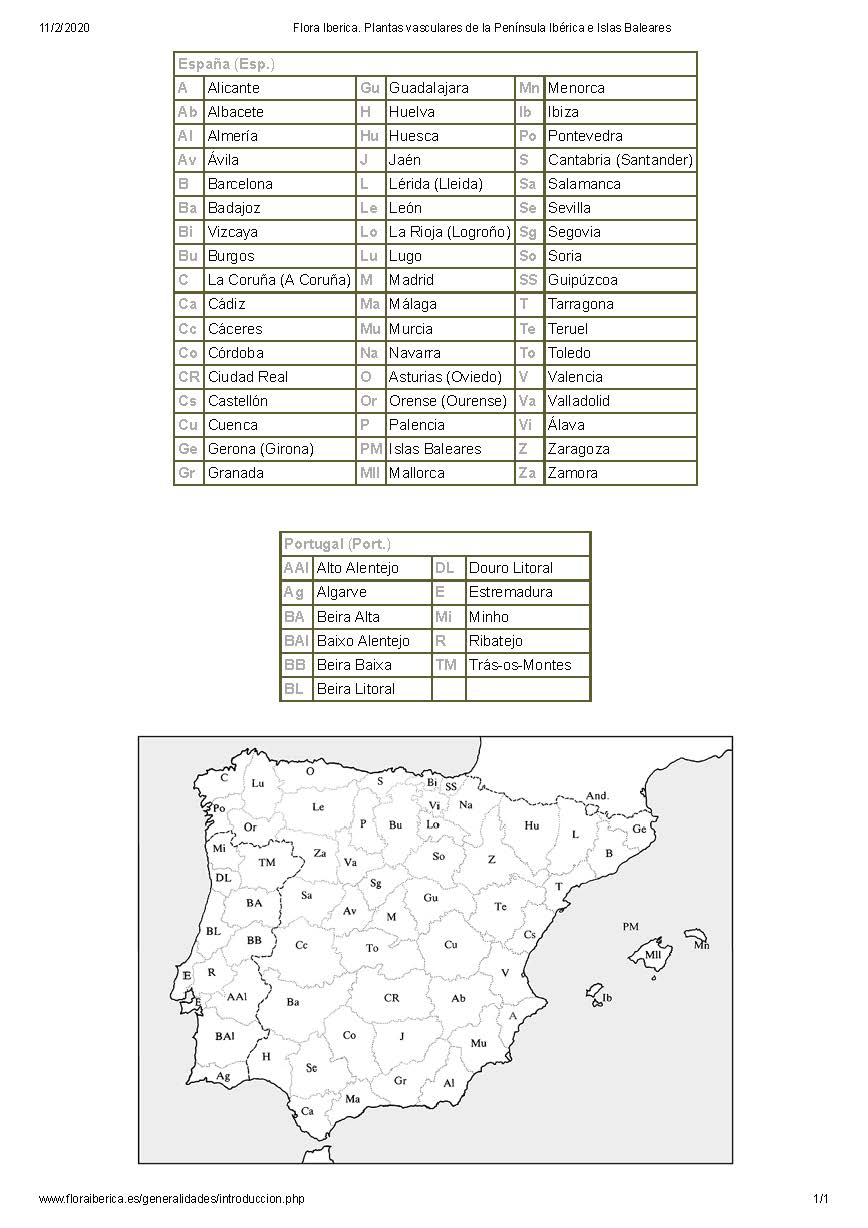 11/2/2020 Flora Iberica. Plantas vasculares de la Península Ibérica e Islas Baleares
España (Esp.)
A Alicante Gu Guadalajara Mn Menorca
Ab Albacete H Huelva Ib Ibiza
Al Almería Hu Huesca Po Pontevedra
Av Ávila J Jaén S Cantabria (Santander)
B Barcelona L Lérida (Lleida) Sa Salamanca
Ba Badajoz Le León Se Sevilla
Bi Vizcaya Lo La Rioja (Logroño) Sg Segovia
Bu Burgos Lu Lugo So Soria
C La Coruña (A Coruña) M Madrid SS Guipúzcoa
Ca Cádiz Ma Málaga T Tarragona
Cc Cáceres Mu Murcia Te Teruel
Co Córdoba Na Navarra To Toledo
CR Ciudad Real O Asturias (Oviedo) V Valencia
Cs Castellón Or Orense (Ourense) Va Valladolid
Cu Cuenca P Palencia Vi Álava
Ge Gerona (Girona) PM Islas Baleares Z Zaragoza
Gr Granada Mll Mallorca Za Zamora
Portugal (Port.)
AAl Alto Alentejo DL Douro Litoral
Ag Algarve E Estremadura
BA Beira Alta Mi Minho
BAl Baixo Alentejo R Ribatejo
BB Beira Baixa TM Trás-os-Montes
BL Beira Litoral
C Lu O S Bi SS
Po Le Vi Na And.
Or P Bu Lo Hu L Ge
Mi TM Za Va So Z B
DL Sg T
BA Sa Av M Gu Te
BL BB Cc To Cu Cs PM Mn
Mll
E R V
E AAl Ba CR Ab Ib
A
BAl Co J Mu
H
Ag Se Gr Al
Ca Ma
www.floraiberica.es/generalidades/introduccion.php 1/1